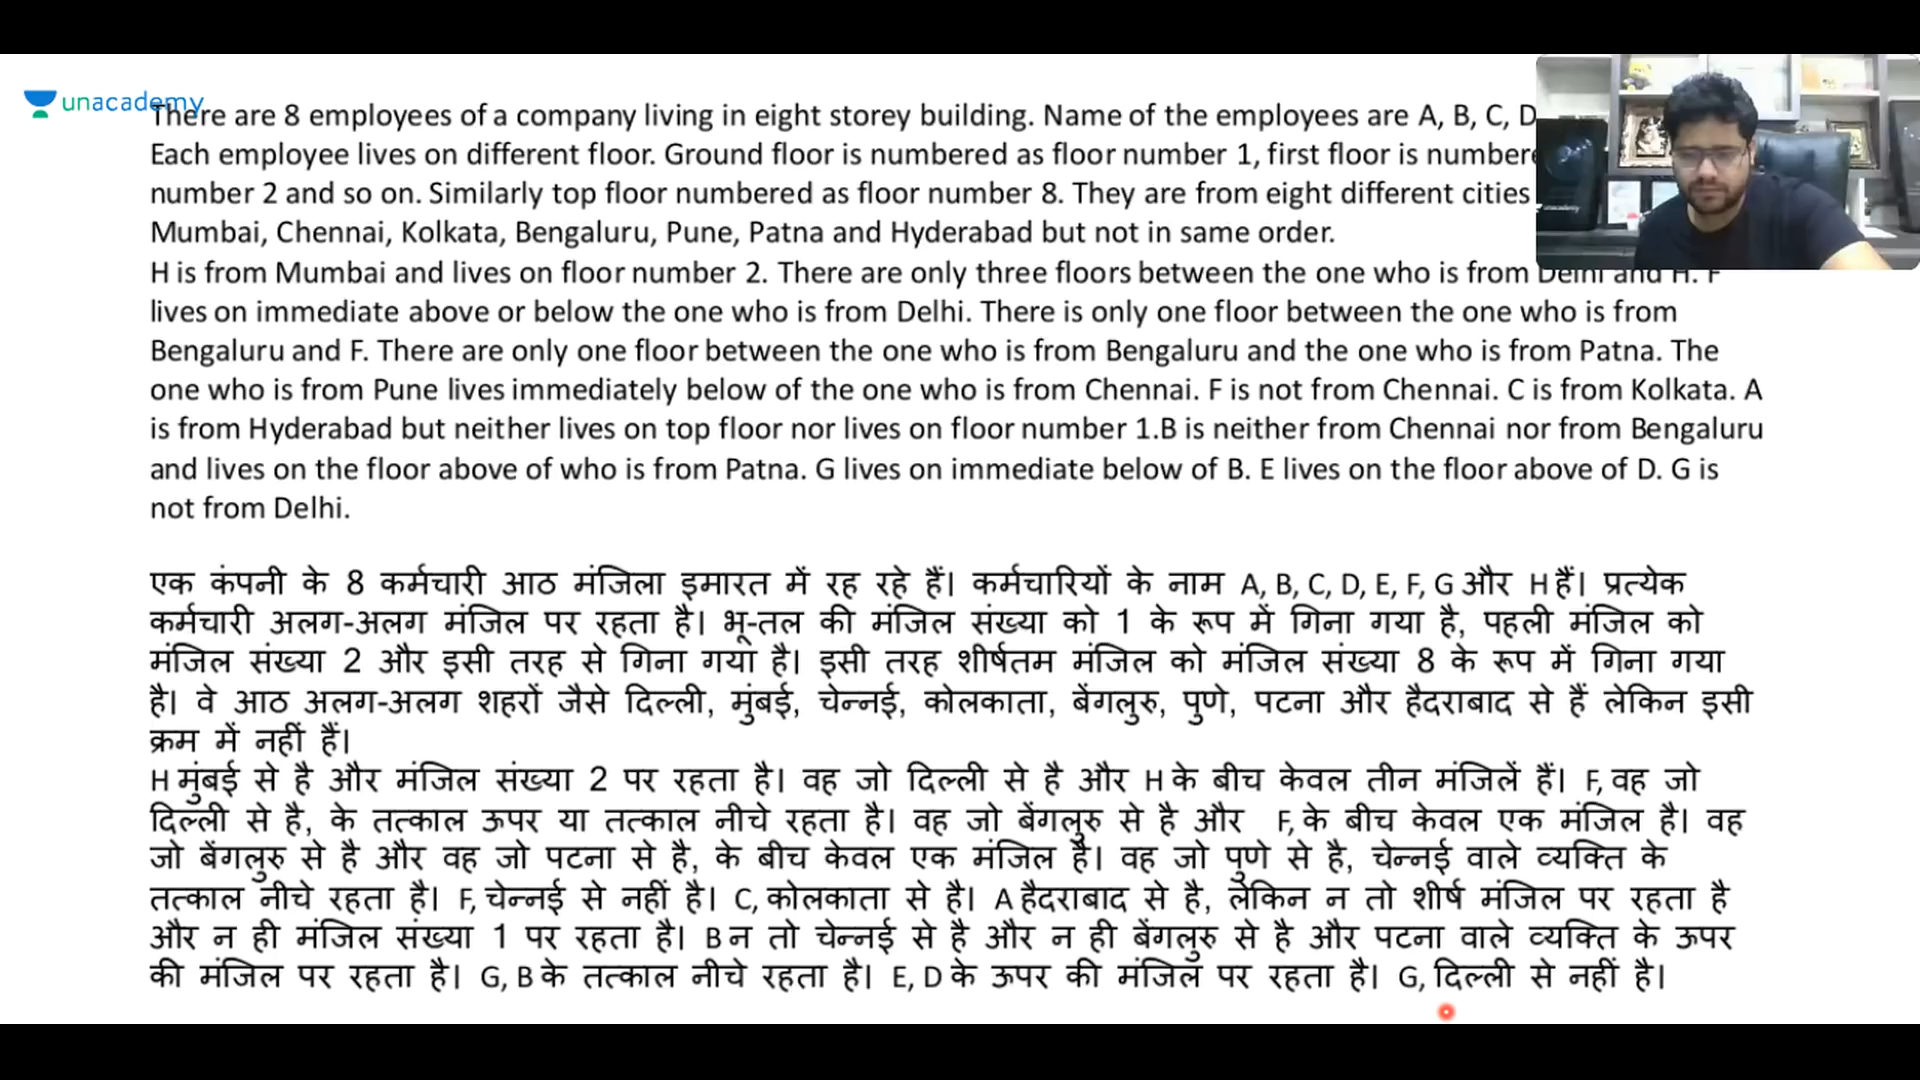 unacademy
There are 8 employees of a company living in eight storey building. Name of the employees are A, B, C, D
Each employee lives on different floor. Ground floor is numbered as floor number 1, first floor is numbere
number 2 and so on. Similarly top floor numbered as floor number 8. They are from eight different cities
Mumbai, Chennai, Kolkata, Bengaluru, Pune, Patna and Hyderabad but not in same order.
H is from Mumbai and lives on floor number 2. There are only three floors between the one who is from Delhi and H. F
lives on immediate above or below the one who is from Delhi. There is only one floor between the one who is from
Bengaluru and F. There are only one floor between the one who is from Bengaluru and the one who is from Patna. The
one who is from Pune lives immediately below of the one who is from Chennai. F is not from Chennai. C is from Kolkata. A
is from Hyderabad but neither lives on top floor nor lives on floor number 1.B is neither from Chennai nor from Bengaluru
and lives on the floor above of who is from Patna. G lives on immediate below of B. E lives on the floor above of D. G is
not from Delhi.
एक कंपनी के 8 कर्मचारी आठ मंजिला इमारत में रह रहे हैं। कर्मचारियों के नाम A, B, C, D, E, F, G और H हैं। प्रत्येक
कर्मचारी अलग-अलग मंजिल पर रहता है। भू-तल की मंजिल संख्या को 1 के रूप में गिना गया है, पहली मंजिल को
मंजिल संख्या 2 और इसी तरह से गिना गया है। इसी तरह शीर्षतम मंजिल को मंजिल संख्या 8 के रूप में गिना गया
है। वे आठ अलग-अलग शहरों जैसे दिल्ली, मुंबई, चेन्नई, कोलकाता, बेंगलुरु, पुणे, पटना और हैदराबाद से हैं लेकिन इसी
क्रम में नहीं हैं।
H मुंबई से है और मंजिल संख्या 2 पर रहता है। वह जो दिल्ली से है और H के बीच केवल तीन मंजिलें हैं। F, वह जो
दिल्ली से है, के तत्काल ऊपर या तत्काल नीचे रहता है। वह जो बेंगलुरु से है और F, के बीच केवल एक मंजिल है। वह
जो बेंगलुरु से है और वह जो पटना से है, के बीच केवल एक मंजिल है। वह जो पुणे से है, चेन्नई वाले व्यक्ति के
तत्काल नीचे रहता है। F, चेन्नई से नहीं है। C, कोलकाता से है। A हैदराबाद से है, लेकिन न तो शीर्ष मंजिल पर रहता है
और न ही मंजिल संख्या 1 पर रहता है। B न तो चेन्नई से है और न ही बेंगलुरु से है और पटना वाले व्यक्ति के ऊपर
की मंजिल पर रहता है। G, B के तत्काल नीचे रहता है। E, D के ऊपर की मंजिल पर रहता है। G, दिल्ली से नहीं है।